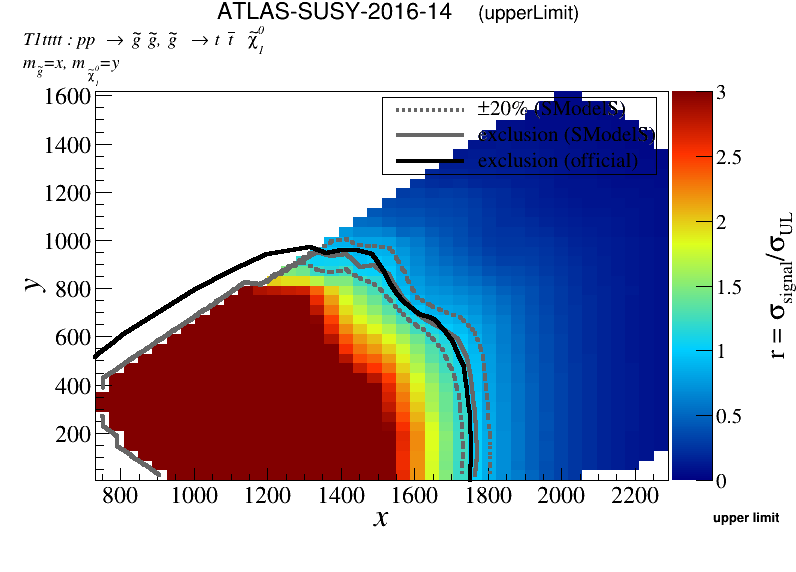 ATLAS-SUSY-2016-14 (upperLimit)
T1tttt : pp → g̃ g̃, g̃ → t t̄ χ̃₁⁰
m_g̃=x, m_χ̃₁⁰=y
±20% (SModelS)
exclusion (SModelS)
exclusion (official)
1600
1400
1200
1000
800
600
400
200
y
800 1000 1200 1400 1600 1800 2000 2200
x
3
2.5
2
1.5
1
0.5
0
r = σ_signal/σ_UL
upper limit